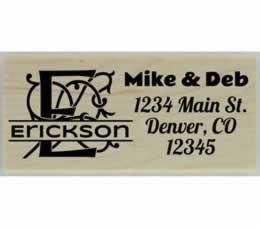 E
Erickson
Mike & Deb
1234 Main St.
Denver, CO
12345